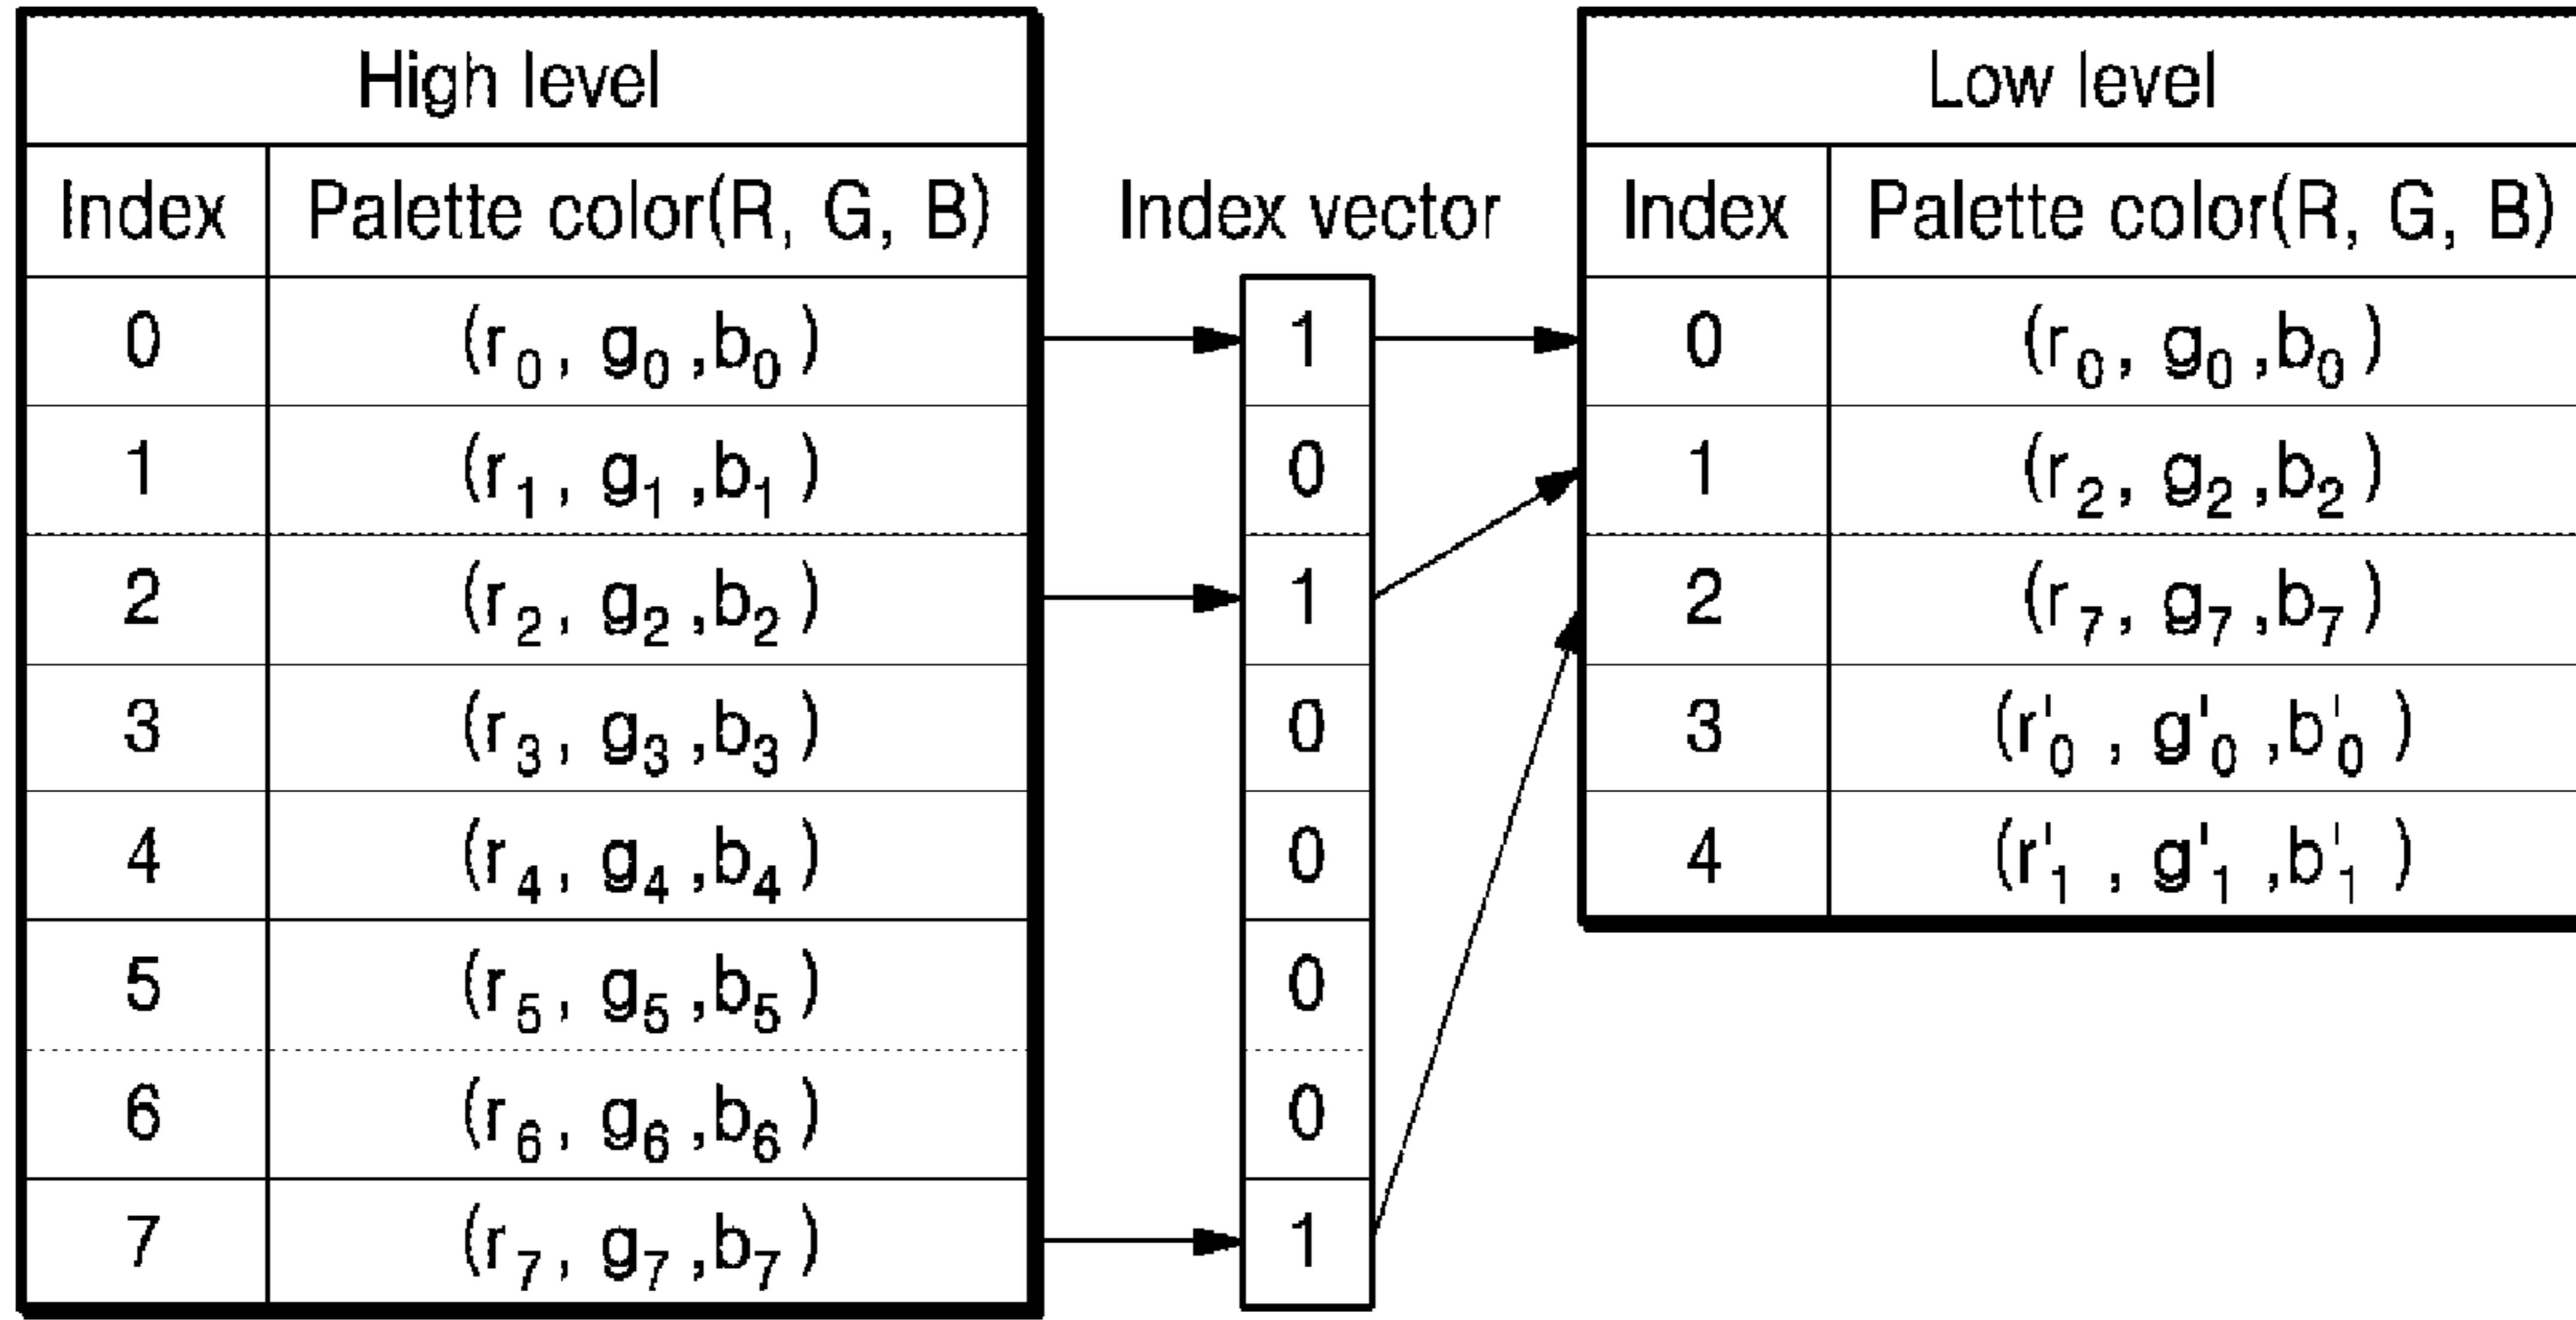 High level Low level
Index Palette color(R, G, B) Index vector Index Palette color(R, G, B)
0 (r0, g0 ,b0 ) 1 0 (r0, g0 ,b0 )
1 (r1, g1 ,b1 ) 0 1 (r2, g2 ,b2 )
2 (r2, g2 ,b2 ) 1 2 (r7, g7 ,b7 )
3 (r3, g3 ,b3 ) 0 3 (r'0 , g'0 ,b'0 )
4 (r4, g4 ,b4 ) 0 4 (r'1 , g'1 ,b'1 )
5 (r5, g5 ,b5 ) 0
6 (r6, g6 ,b6 ) 0
7 (r7, g7 ,b7 ) 1